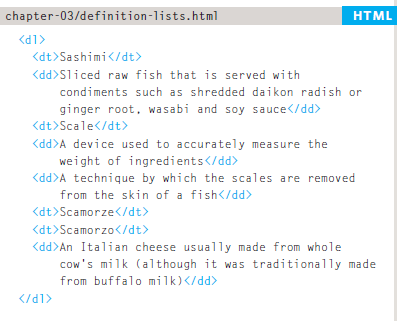 chapter-03/definition-lists.html HTML
<dl>
<dt>Sashimi</dt>
<dd>Sliced raw fish that is served with
condiments such as shredded daikon radish or
ginger root, wasabi and soy sauce</dd>
<dt>Scale</dt>
<dd>A device used to accurately measure the
weight of ingredients</dd>
<dd>A technique by which the scales are removed
from the skin of a fish</dd>
<dt>Scamorze</dt>
<dt>Scamorzo</dt>
<dd>An Italian cheese usually made from whole
cow's milk (although it was traditionally made
from buffalo milk)</dd>
</dl>